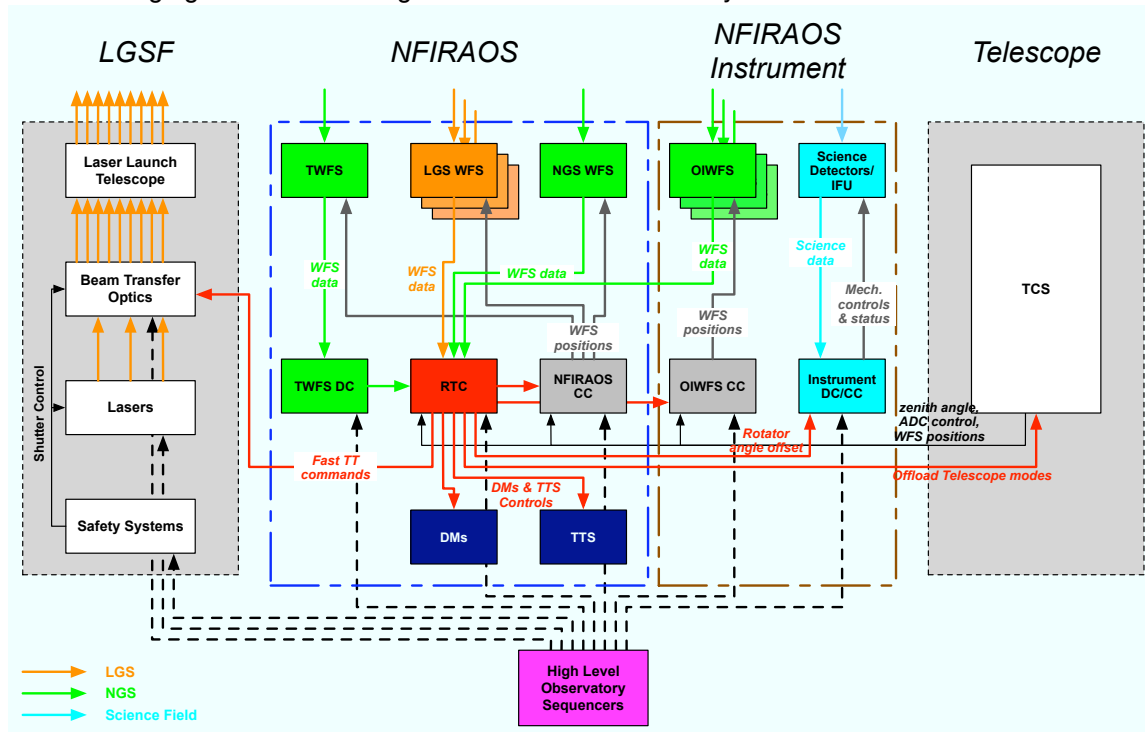 LGSF
NFIRAOS
NFIRAOS
Instrument
Telescope
Laser Launch
Telescope
TWFS
LGS WFS
NGS WFS
OIWFS
Science
Detectors/
IFU
WFS
data
WFS
data
WFS data
WFS
data
Science
data
Beam Transfer
Optics
Mech.
controls
& status
TCS
WFS
positions
WFS
positions
Shutter Control
Lasers
TWFS DC
RTC
NFIRAOS
CC
OIWFS CC
Instrument
DC/CC
zenith angle,
ADC control,
WFS positions
Rotator
angle offset
Fast TT
commands
Offload Telescope modes
DMs & TTS
Controls
Safety Systems
DMs
TTS
High Level
Observatory
Sequencers
LGS
NGS
Science Field